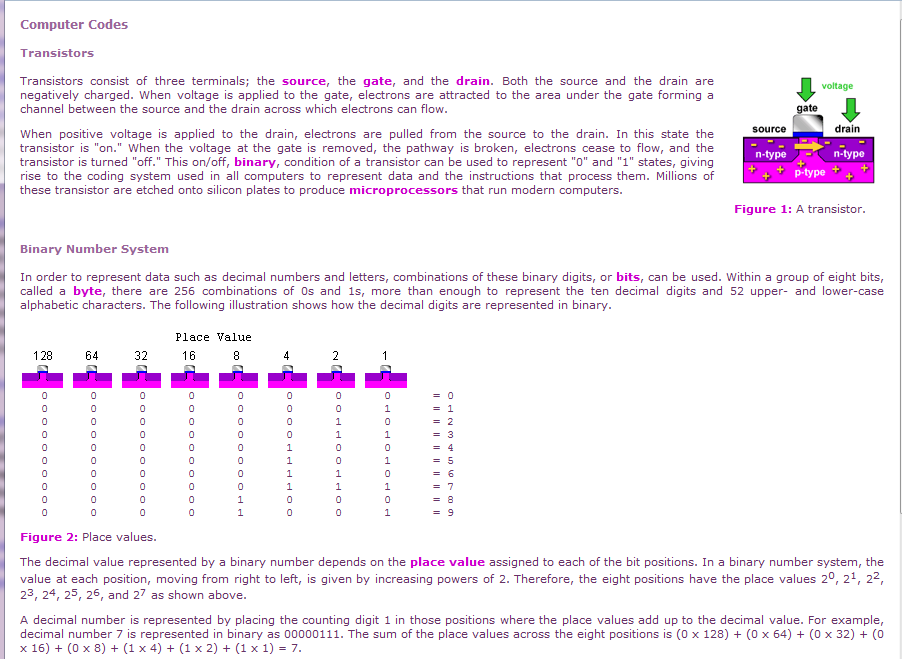 Computer Codes
Transistors
Transistors consist of three terminals; the source, the gate, and the drain. Both the source and the drain are
negatively charged. When voltage is applied to the gate, electrons are attracted to the area under the gate forming a
channel between the source and the drain across which electrons can flow.
When positive voltage is applied to the drain, electrons are pulled from the source to the drain. In this state the
transistor is "on." When the voltage at the gate is removed, the pathway is broken, electrons cease to flow, and the
transistor is turned "off." This on/off, binary, condition of a transistor can be used to represent "0" and "1" states, giving
rise to the coding system used in all computers to represent data and the instructions that process them. Millions of
these transistor are etched onto silicon plates to produce microprocessors that run modern computers.
voltage
gate
source drain
n-type n-type
p-type
Figure 1: A transistor.
Binary Number System
In order to represent data such as decimal numbers and letters, combinations of these binary digits, or bits, can be used. Within a group of eight bits,
called a byte, there are 256 combinations of 0s and 1s, more than enough to represent the ten decimal digits and 52 upper- and lower-case
alphabetic characters. The following illustration shows how the decimal digits are represented in binary.
Place Value
128 64 32 16 8 4 2 1
0 0 0 0 0 0 0 0 = 0
0 0 0 0 0 0 0 1 = 1
0 0 0 0 0 0 1 0 = 2
0 0 0 0 0 0 1 1 = 3
0 0 0 0 0 1 0 0 = 4
0 0 0 0 0 1 0 1 = 5
0 0 0 0 0 1 1 0 = 6
0 0 0 0 0 1 1 1 = 7
0 0 0 0 1 0 0 0 = 8
0 0 0 0 1 0 0 1 = 9
Figure 2: Place values.
The decimal value represented by a binary number depends on the place value assigned to each of the bit positions. In a binary number system, the
value at each position, moving from right to left, is given by increasing powers of 2. Therefore, the eight positions have the place values 2⁰, 2¹, 2²,
2³, 2⁴, 2⁵, 2⁶, and 2⁷ as shown above.
A decimal number is represented by placing the counting digit 1 in those positions where the place values add up to the decimal value. For example,
decimal number 7 is represented in binary as 00000111. The sum of the place values across the eight positions is (0 x 128) + (0 x 64) + (0 x 32) + (0
x 16) + (0 x 8) + (1 x 4) + (1 x 2) + (1 x 1) = 7.